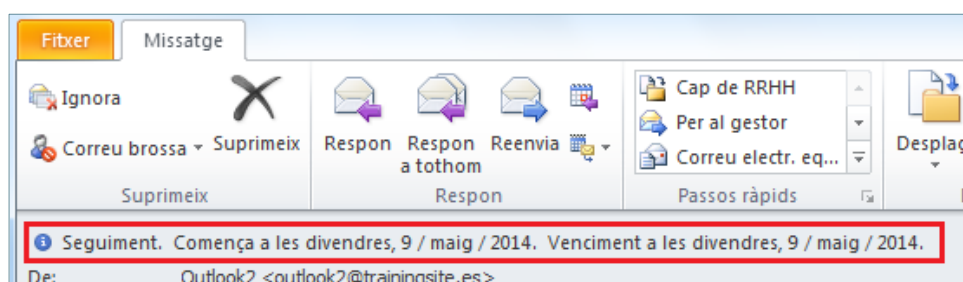 Fitxer Missatge
Ignora
Correu brossa
Suprimeix
Suprimeix
Respon
Respon a tothom
Reenvia
Respon
Cap de RRHH
Per al gestor
Correu electr. eq...
Passos ràpids
Seguiment. Comença a les divendres, 9 / maig / 2014. Venciment a les divendres, 9 / maig / 2014.
De: Outlook2 <outlook2@trainingsite.es>